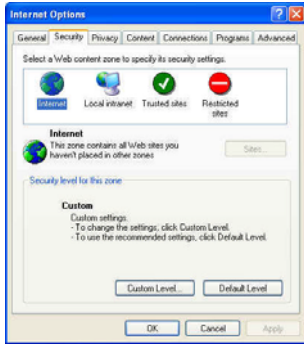 Internet Options
General Security Privacy Content Connections Programs Advanced
Select a Web content zone to specify its security settings.
Internet Local intranet Trusted sites Restricted
sites
Internet
This zone contains all Web sites you
haven't placed in other zones
Sites...
Security level for this zone
Custom
Custom settings.
- To change the settings, click Custom Level.
- To use the recommended settings, click Default Level.
Custom Level... Default Level
OK Cancel Apply